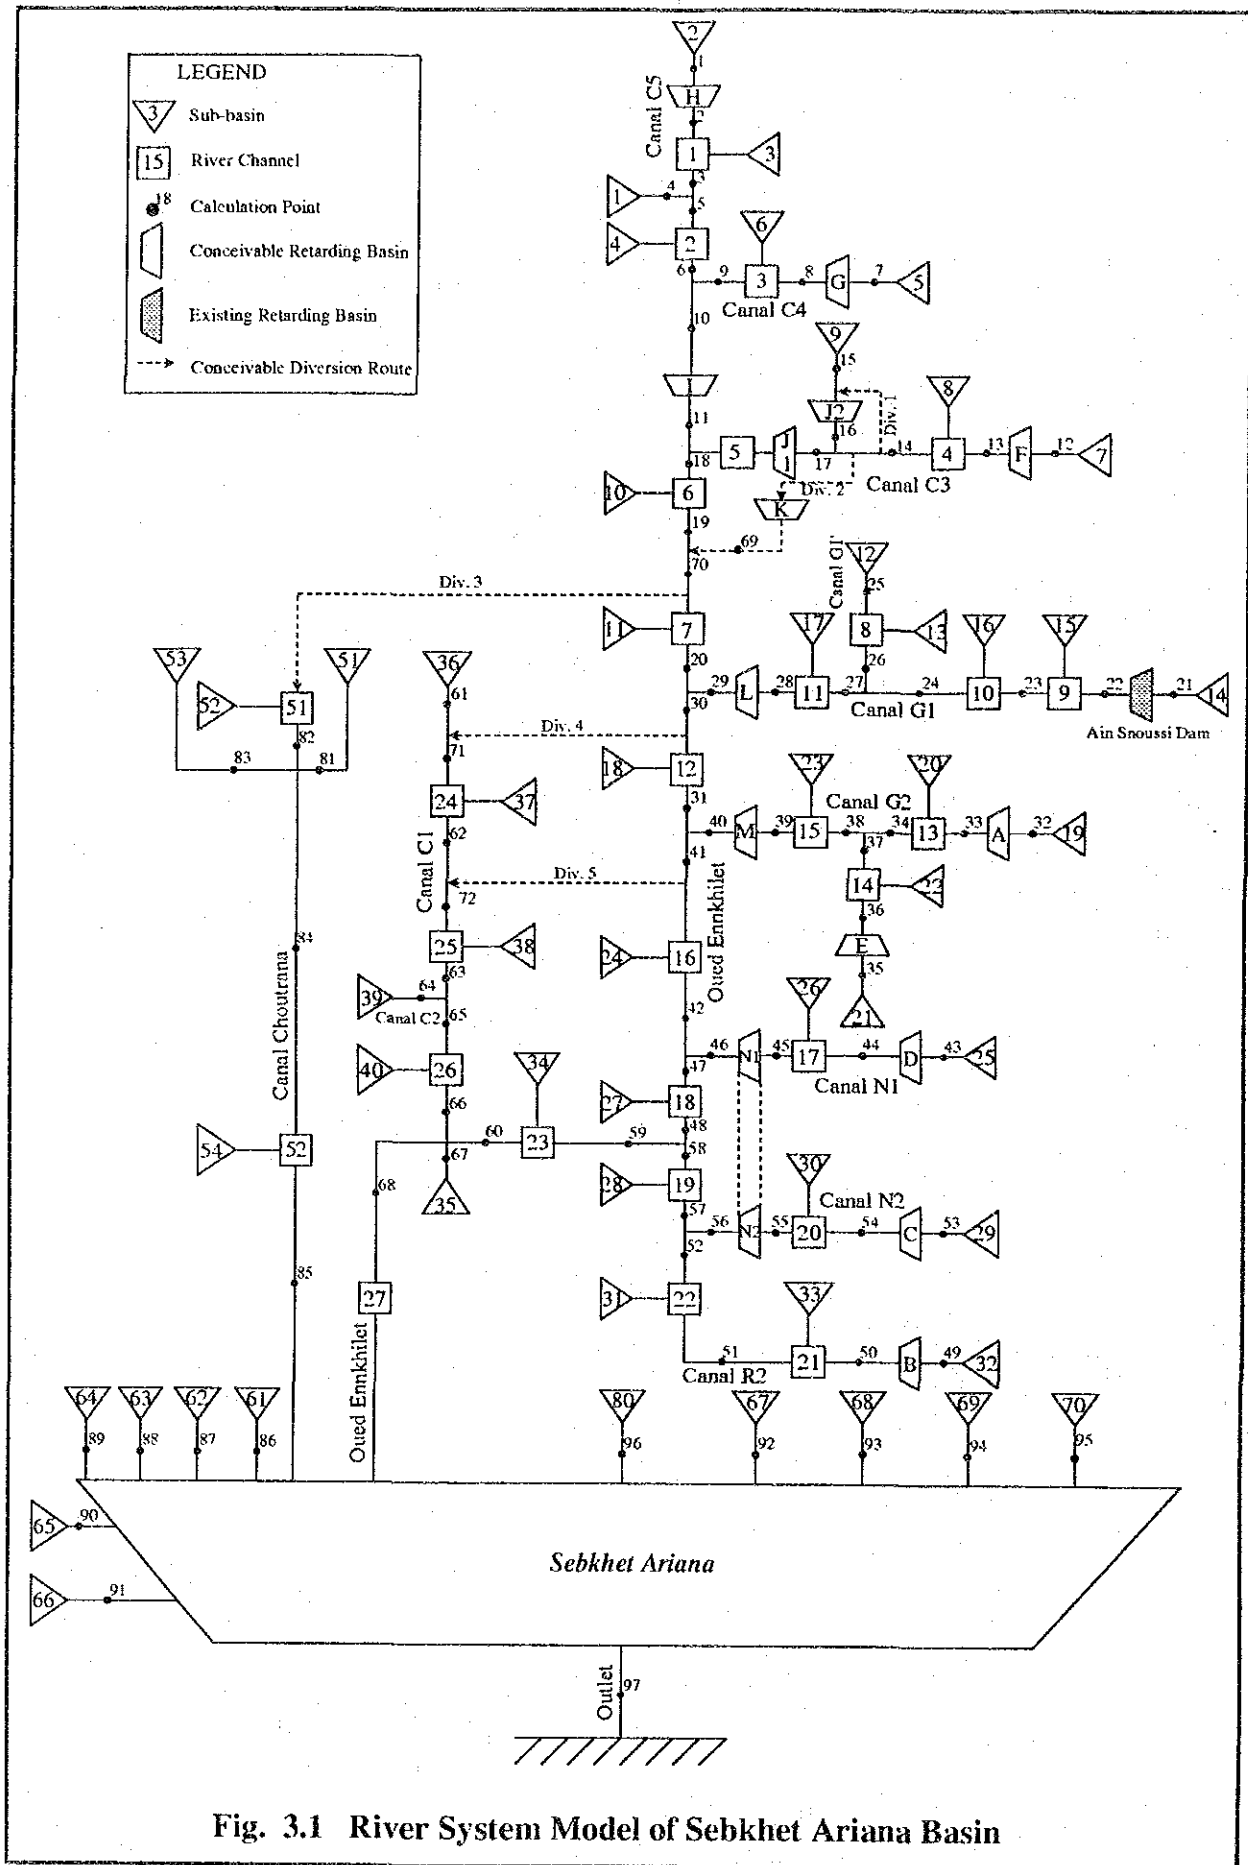 LEGEND
3 Sub-basin
15 River Channel
18 Calculation Point
Conceivable Retarding Basin
Existing Retarding Basin
Conceivable Diversion Route
2
1
Canal C5
H
2
1 3
3
1 4
5
4 2 6
6 9 3 8 G 7 5
Canal C4
10
9
15
I
8
J2
Div. 1
11
16
5 J1 17 14 4 13 F 12 7
18
Canal C3
10 6
Div. 2
K
19
69
70
Canal G1'
12
25
Div. 3
11 7 17 8 13 16 15
20
26
53 36 51
52 51
61
29 L 28 11 27 24 10 23 9 22 21 14
30
Canal G1
Ain Snoussi Dam
82
Div. 4
83 81
71
18 12 23 20
24 37
31
Canal G2
40 M 39 15 38 34 13 33 A 32 19
62
41
37
Canal C1
Div. 5
14 22
72
36
25 38
24 16
Oued Ennkhilet
E
84
63
35
39 64
26 21
Canal C2
65
42
Canal Choutrana
46 N1 45 17 44 D 43 25
47
Canal N1
40 26 34
27 18
66
48
54 52
60 23 59
67
58
68
35
28 19 30
Canal N2
57
56 N2 55 20 54 C 53 29
52
85
27
31 22 33
Oued Ennkhilet
51 21 50 B 49 32
Canal R2
64 63 62 61 80 67 68 69 70
89 88 87 86 96 92 93 94 95
65 90
Sebkhet Ariana
66 91
Outlet
97
Fig. 3.1 River System Model of Sebkhet Ariana Basin